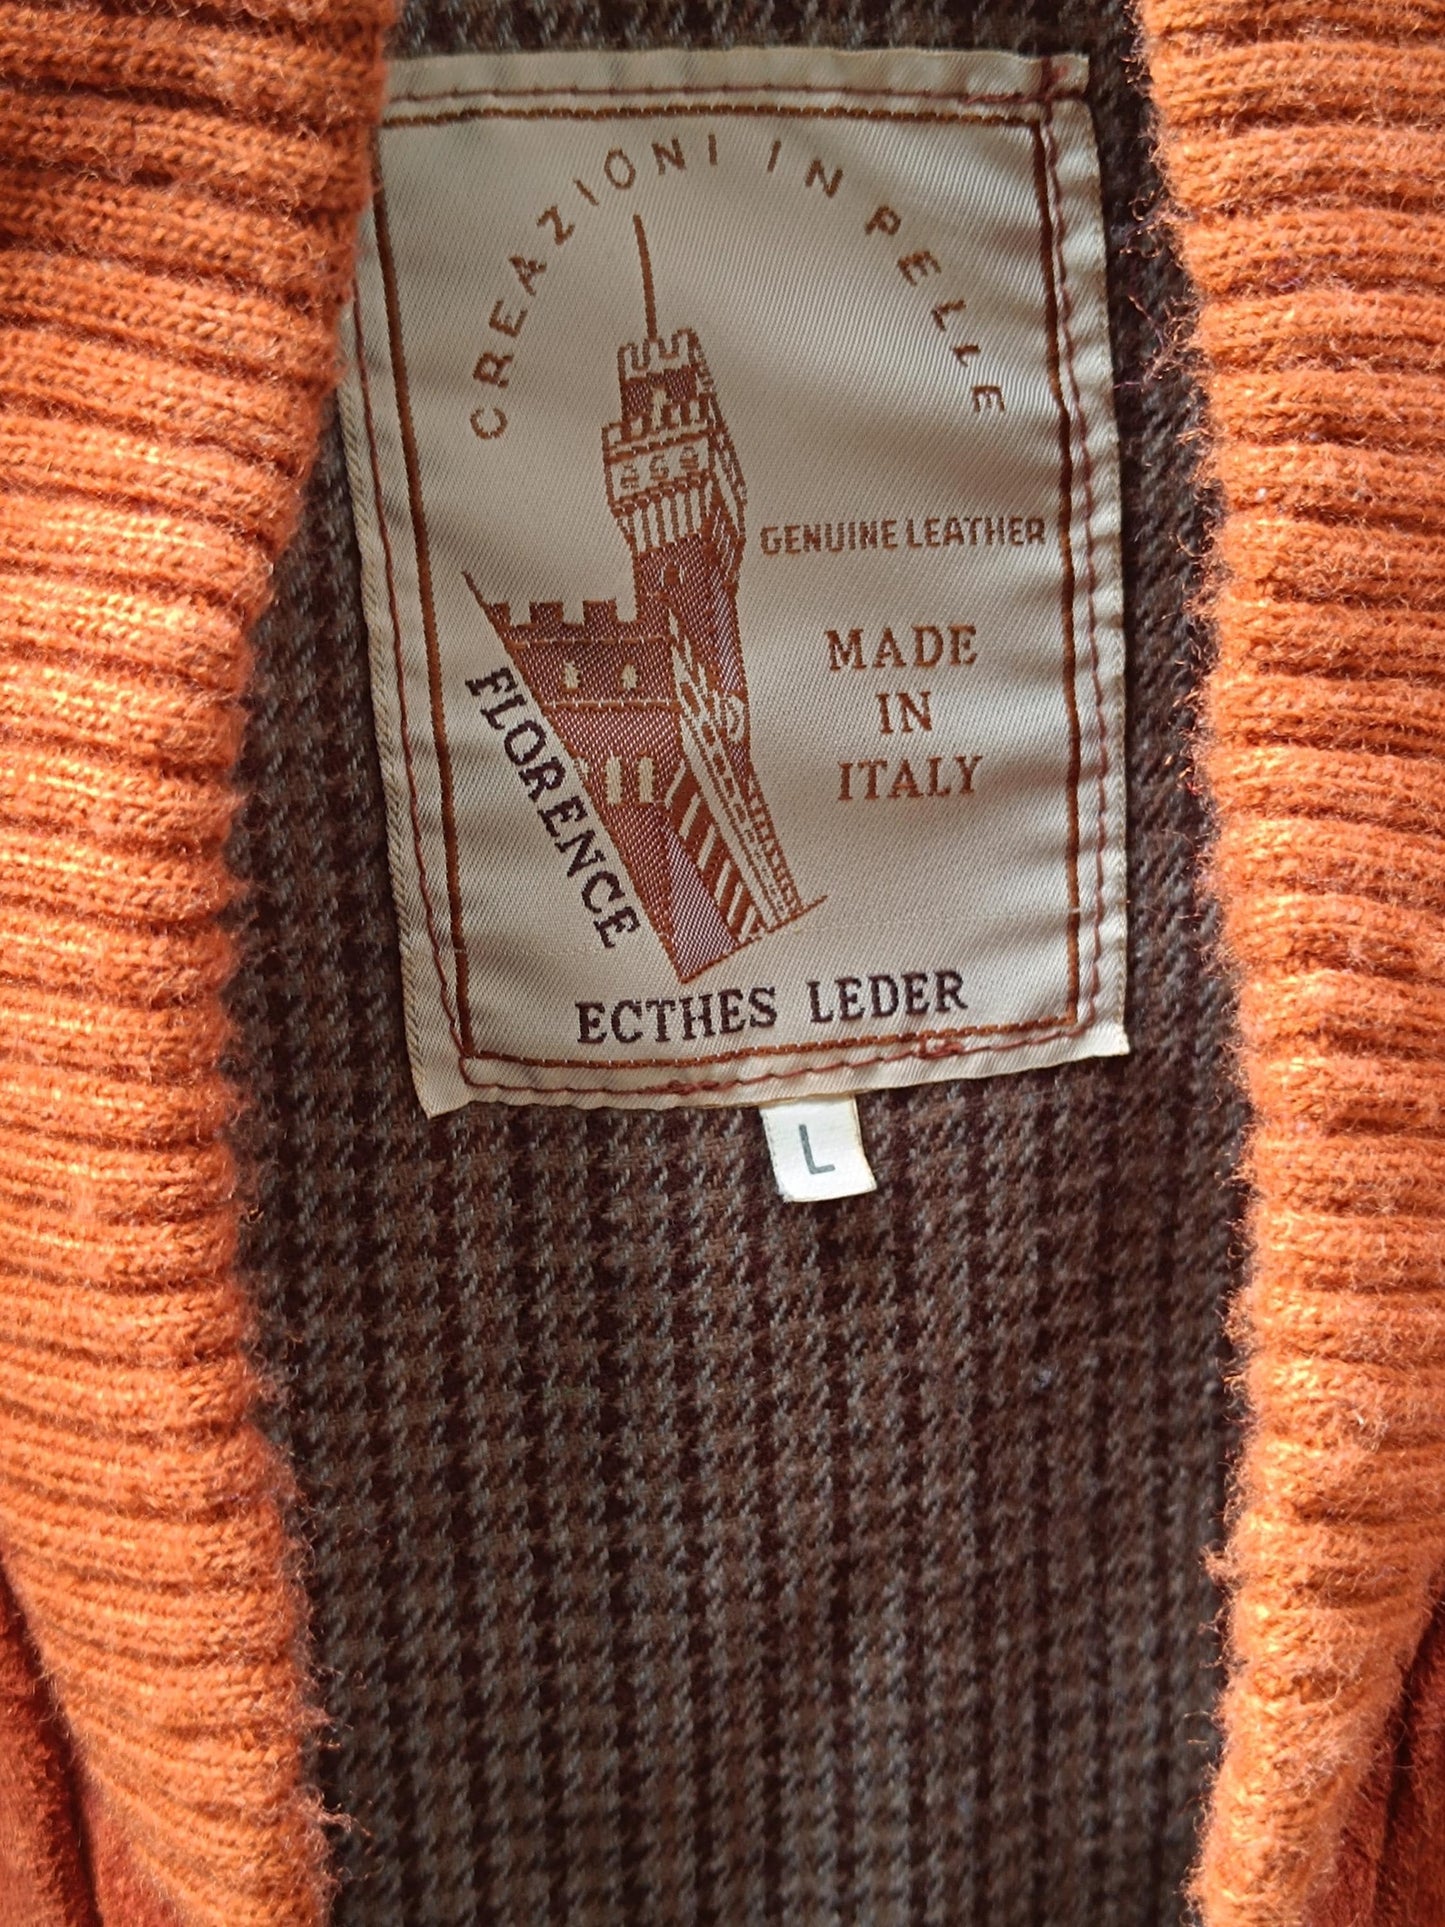 CREAZIONI IN PELLE
GENUINE LEATHER
MADE
IN
ITALY
FLORENCE
ECTHES LEDER
L